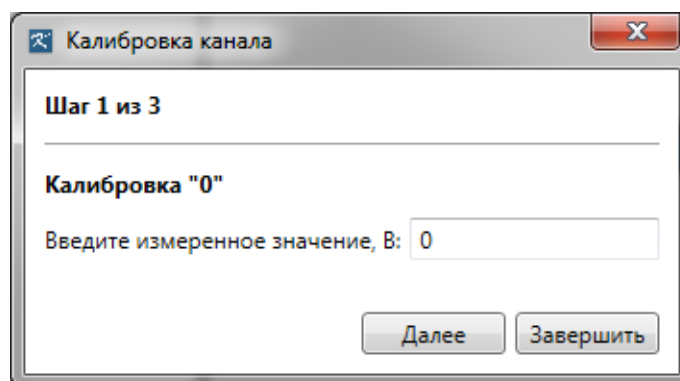 Калибровка канала
Шаг 1 из 3
Калибровка "0"
Введите измеренное значение, В: 0
Далее Завершить